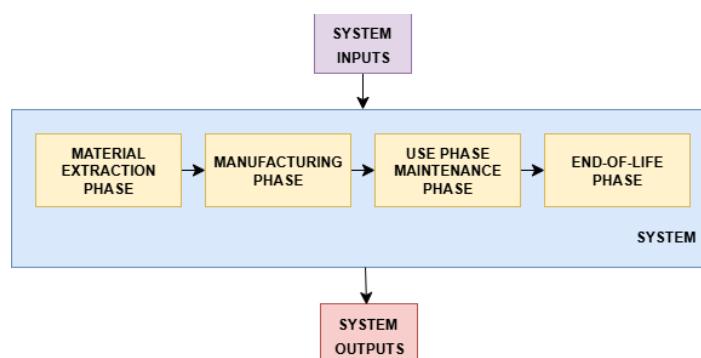 SYSTEM
INPUTS
MATERIAL
EXTRACTION
PHASE
MANUFACTURING
PHASE
USE PHASE
MAINTENANCE
PHASE
END-OF-LIFE
PHASE
SYSTEM
SYSTEM
OUTPUTS